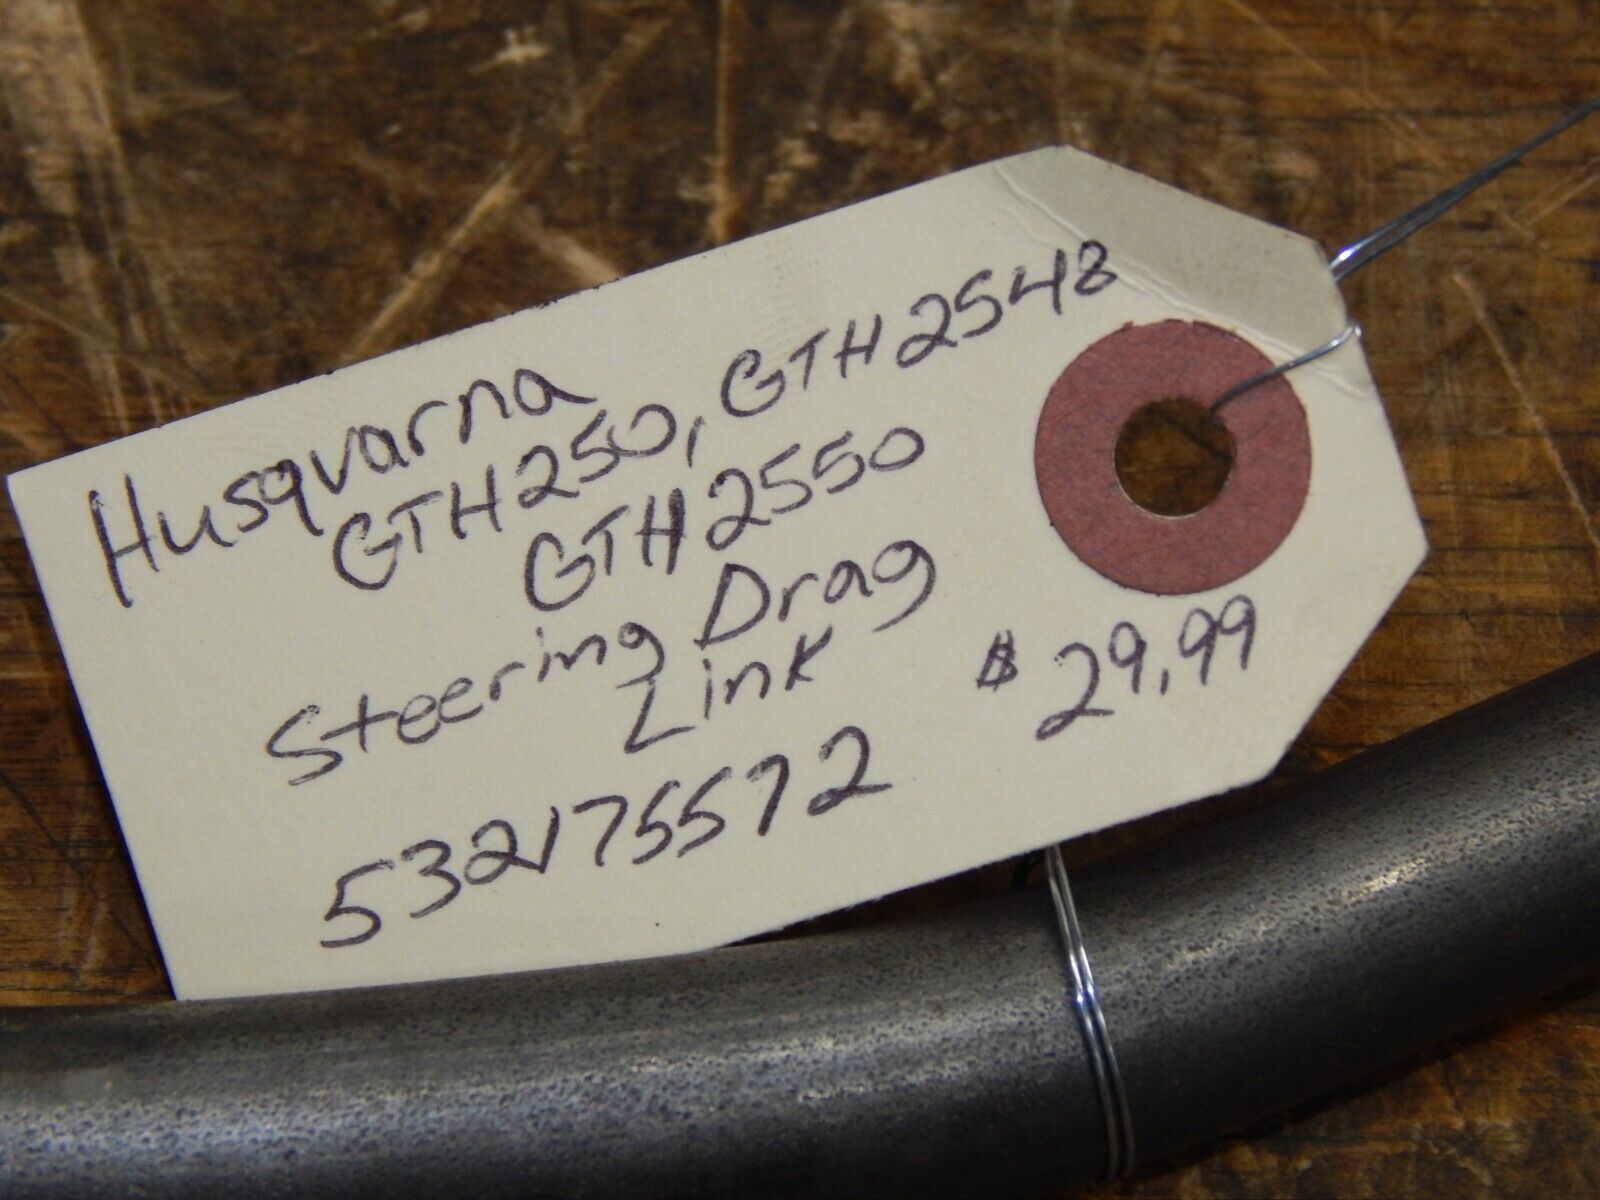 Husqvarna
GTH250, GTH2548
GTH2550
Steering Drag
Link
$29.99
532175572